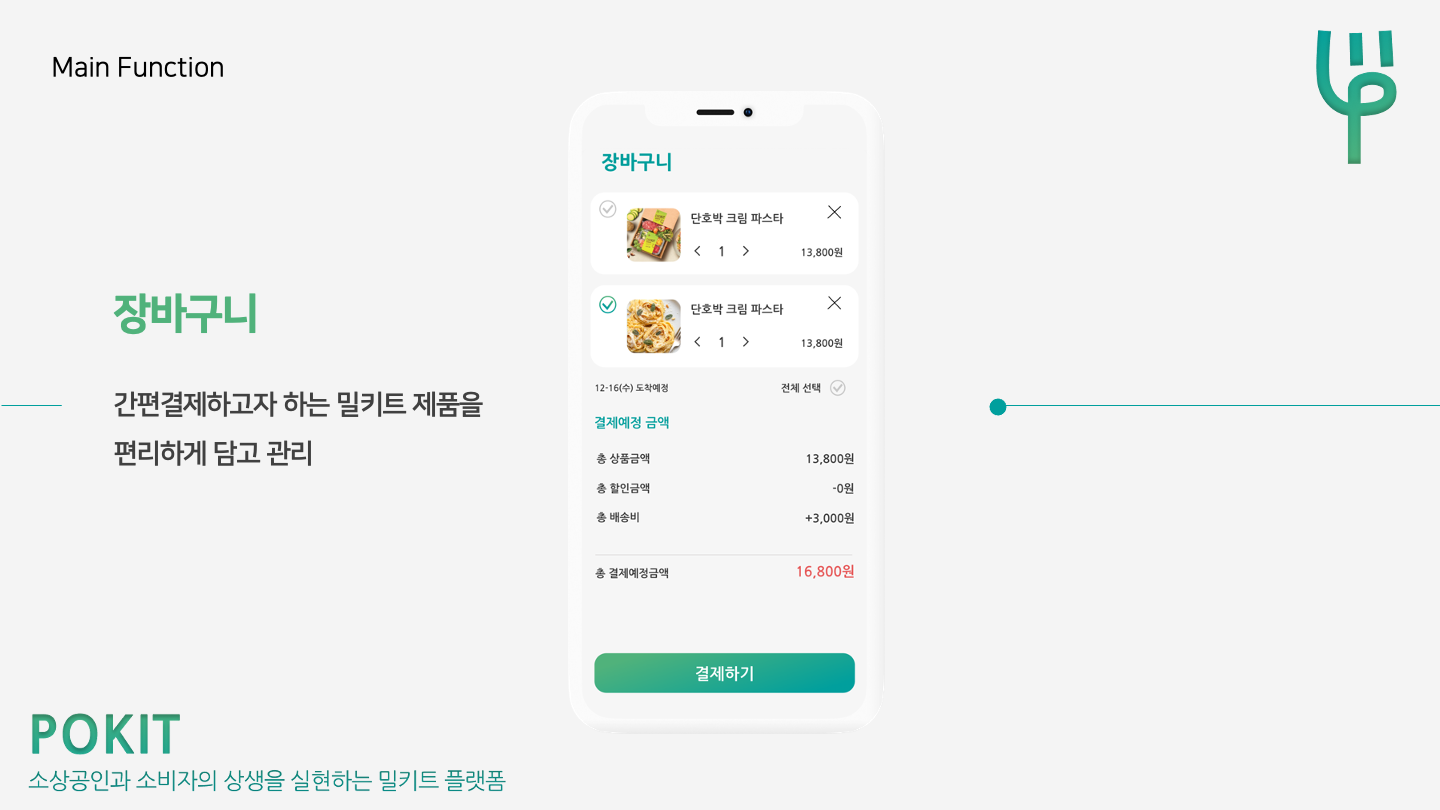 Main Function
장바구니
간편결제하고자 하는 밀키트 제품을
편리하게 담고 관리
장바구니
단호박 크림 파스타
1
13,800원
단호박 크림 파스타
1
13,800원
12-16(수) 도착예정 전체 선택
결제예정 금액
총 상품금액 13,800원
총 할인금액 -0원
총 배송비 +3,000원
총 결제예정금액 16,800원
결제하기
POKIT
소상공인과 소비자의 상생을 실현하는 밀키트 플랫폼